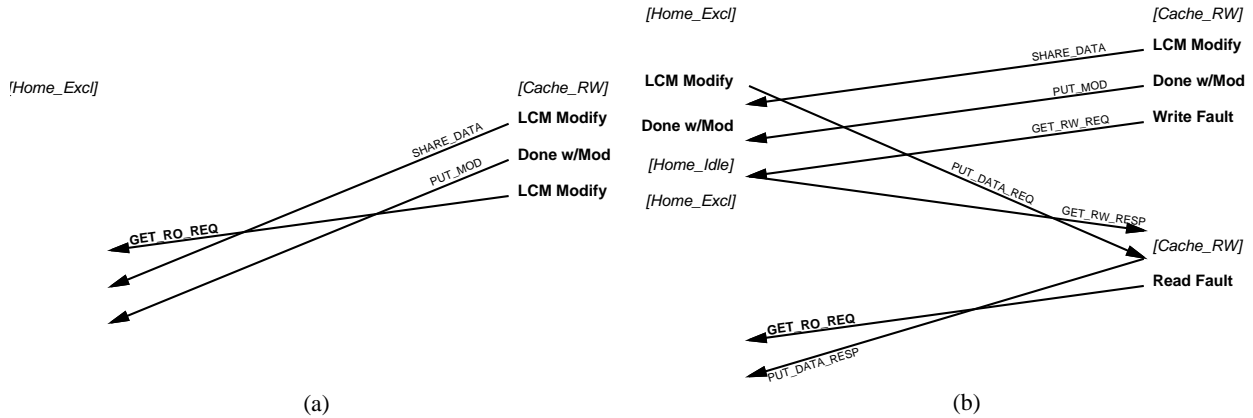 [Home_Excl]
[Cache_RW]
LCM Modify
SHARE_DATA
Done w/Mod
PUT_MOD
LCM Modify
GET_RO_REQ
(a)
[Home_Excl]
[Cache_RW]
LCM Modify
SHARE_DATA
LCM Modify
Done w/Mod
PUT_MOD
Done w/Mod
Write Fault
GET_RW_REQ
[Home_Idle]
PUT_DATA_REQ
[Home_Excl]
GET_RW_RESP
[Cache_RW]
Read Fault
GET_RO_REQ
PUT_DATA_RESP
(b)